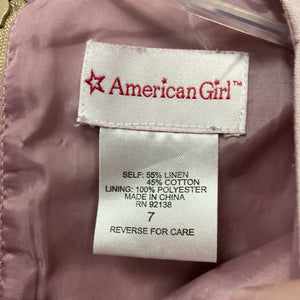 American Girl™
SELF: 55% LINEN
45% COTTON
LINING: 100% POLYESTER
MADE IN CHINA
RN 92138
7
REVERSE FOR CARE